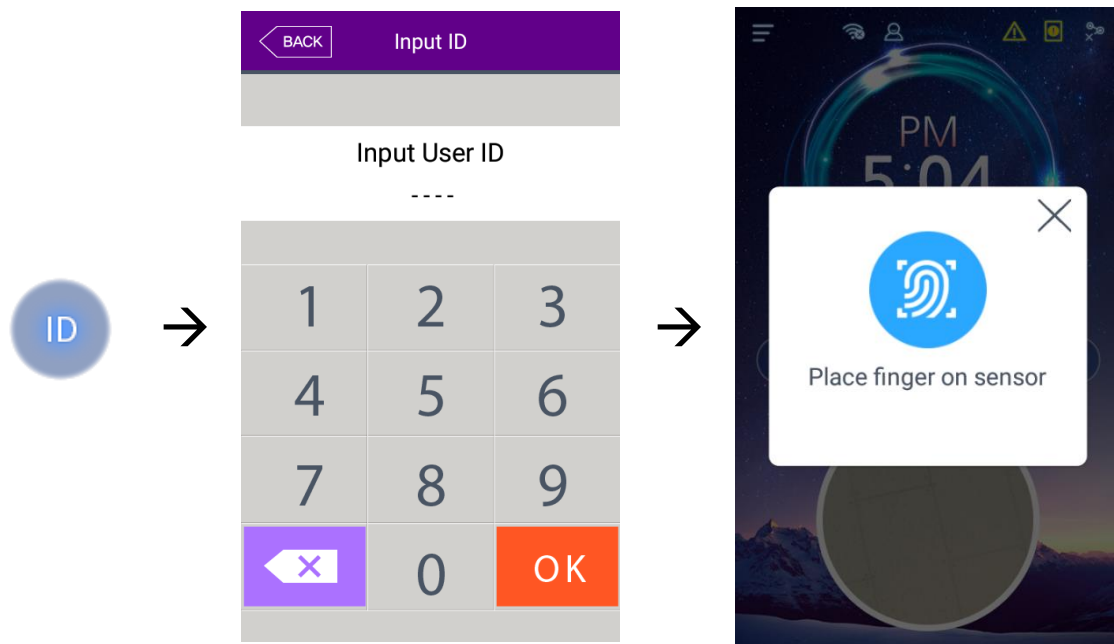 ID
BACK Input ID
Input User ID
----
1 2 3
4 5 6
7 8 9
0 OK
PM
5:04
Place finger on sensor